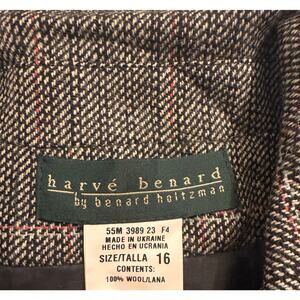 harvé benard
by benard holtzman
55M 3989 23 F4
MADE IN UKRAINE
HECHO EN UCRANIA
SIZE/TALLA 16
CONTENTS:
100% WOOL/LANA